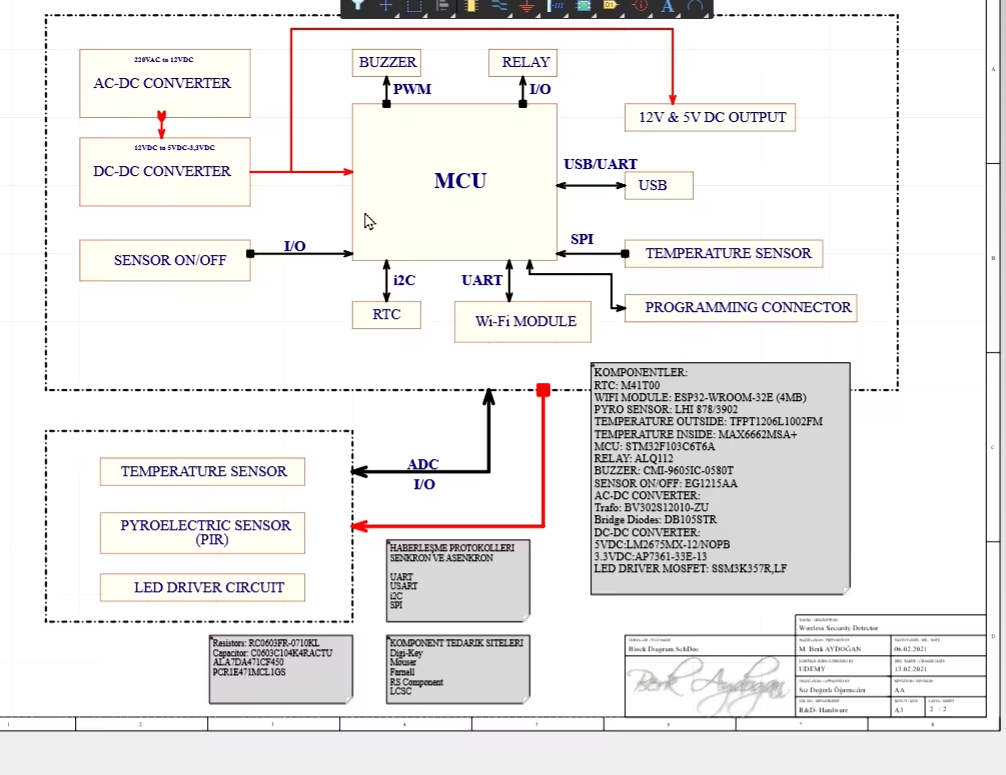 220VAC to 12VDC
AC-DC CONVERTER
12VDC to 5VDC-3,3VDC
DC-DC CONVERTER
BUZZER
PWM
RELAY
I/O
12V & 5V DC OUTPUT
MCU
USB/UART
USB
SENSOR ON/OFF
I/O
SPI
TEMPERATURE SENSOR
i2C
RTC
UART
Wi-Fi MODULE
PROGRAMMING CONNECTOR
KOMPONENTLER:
RTC: M41T00
WIFI MODULE: ESP32-WROOM-32E (4MB)
PYRO SENSOR: LHI 878/3902
TEMPERATURE OUTSIDE: TFPT1206L1002FM
TEMPERATURE INSIDE: MAX6662MSA+
MCU: STM32F103C6T6A
RELAY: ALQ112
BUZZER: CMI-9605IC-0580T
SENSOR ON/OFF: EG1215AA
AC-DC CONVERTER:
Trafo: BV302S12010-ZU
Bridge Diodes: DB105STR
DC-DC CONVERTER:
5VDC:LM2675MX-12/NOPB
3.3VDC:AP7361-33E-13
LED DRIVER MOSFET: SSM3K357R,LF
TEMPERATURE SENSOR
ADC
I/O
PYROELECTRIC SENSOR
(PIR)
LED DRIVER CIRCUIT
HABERLEŞME PROTOKOLLERI
SENKRON VE ASENKRON
UART
USART
i2C
SPI
Resistors: RC0603FR-0710KL
Capacitor: C0603C104K4RACTU
ALA7DA471CF450
PCR1E471MCL1GS
KOMPONENT TEDARIK SITELERI
Digi-Key
Mouser
Farnell
RS Component
LCSC
Wireless Security Detector
Block Diagram.SchDoc
M. Berk AYDOĞAN
06.02.2021
UDEMY
13.02.2021
Siz Değerli Öğrenciler
AA
R&D- Hardware
A3
2 / 2
Berk Aydoğan